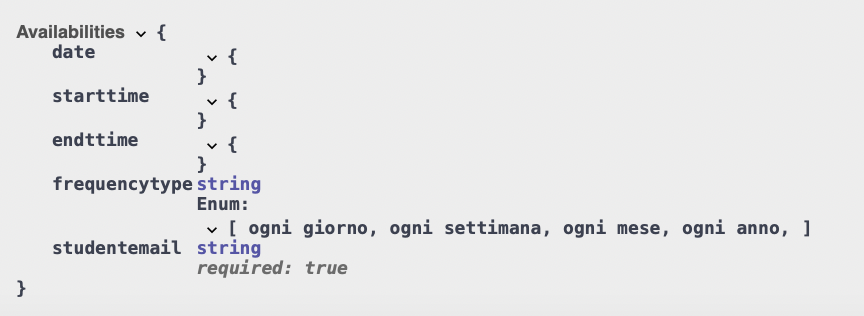 Availabilities {
date {
}
starttime {
}
endttime {
}
frequencytype string
Enum:
[ ogni giorno, ogni settimana, ogni mese, ogni anno, ]
studentemail string
required: true
}